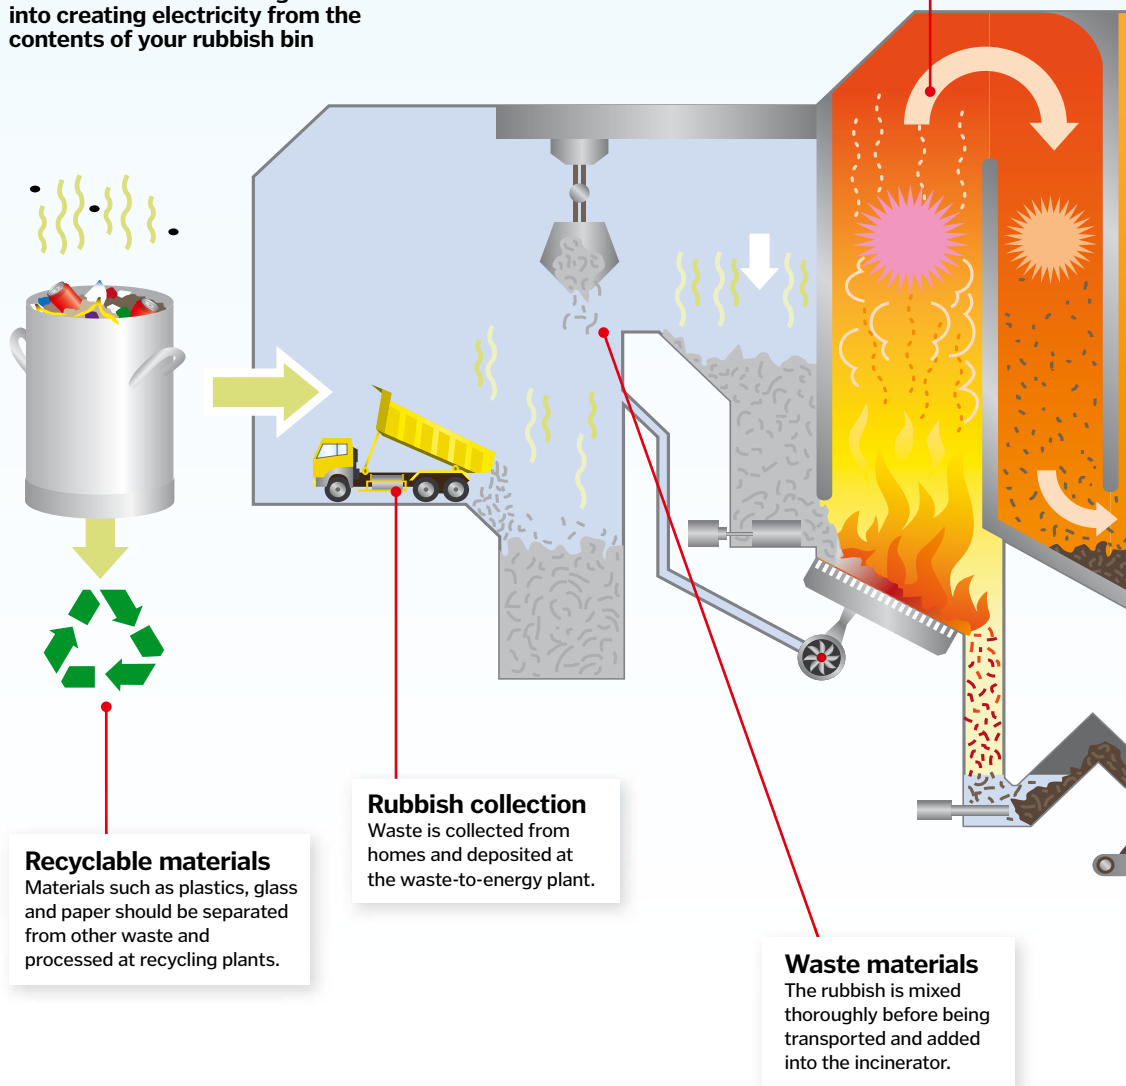 into creating electricity from the
contents of your rubbish bin
Rubbish collection
Waste is collected from
homes and deposited at
the waste-to-energy plant.
Recyclable materials
Materials such as plastics, glass
and paper should be separated
from other waste and
processed at recycling plants.
Waste materials
The rubbish is mixed
thoroughly before being
transported and added
into the incinerator.